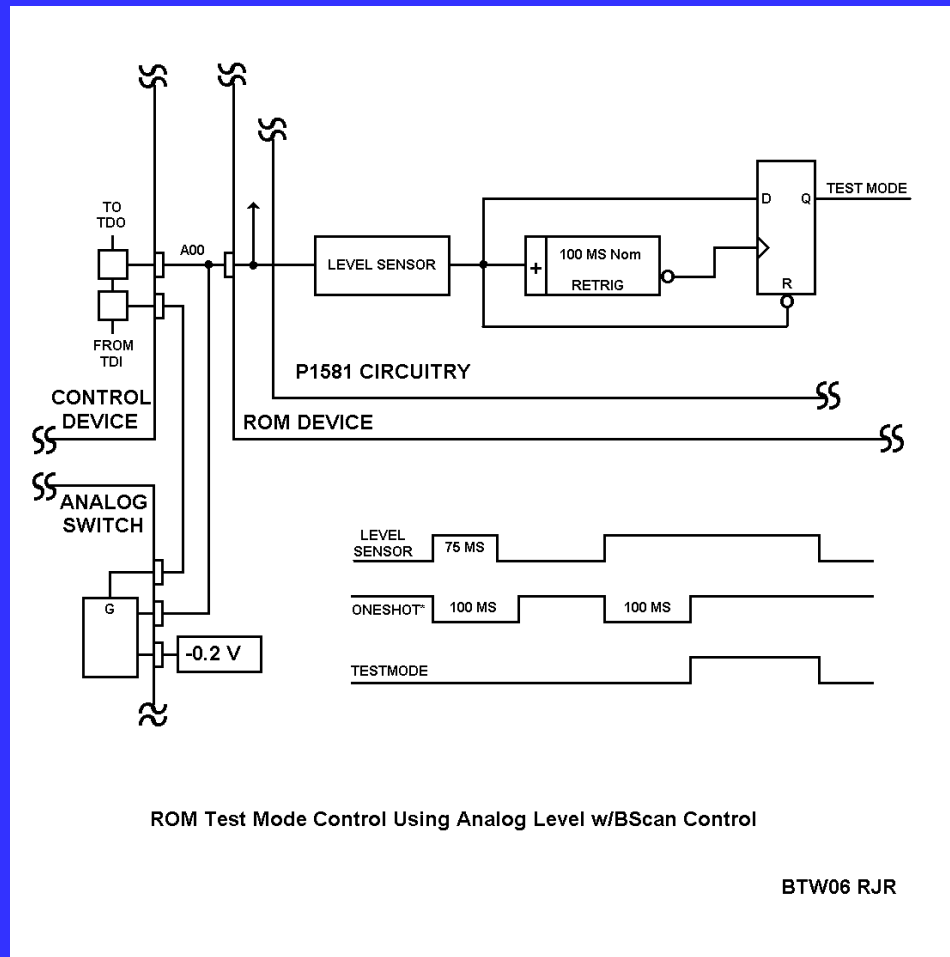 TO
TDO
A00
LEVEL SENSOR
+
100 MS Nom
RETRIG
D
Q
R
TEST MODE
FROM
TDI
P1581 CIRCUITRY
CONTROL
DEVICE
ROM DEVICE
ANALOG
SWITCH
G
-0.2 V
LEVEL
SENSOR
75 MS
ONESHOT*
100 MS
100 MS
TESTMODE
ROM Test Mode Control Using Analog Level w/BScan Control
BTW06 RJR